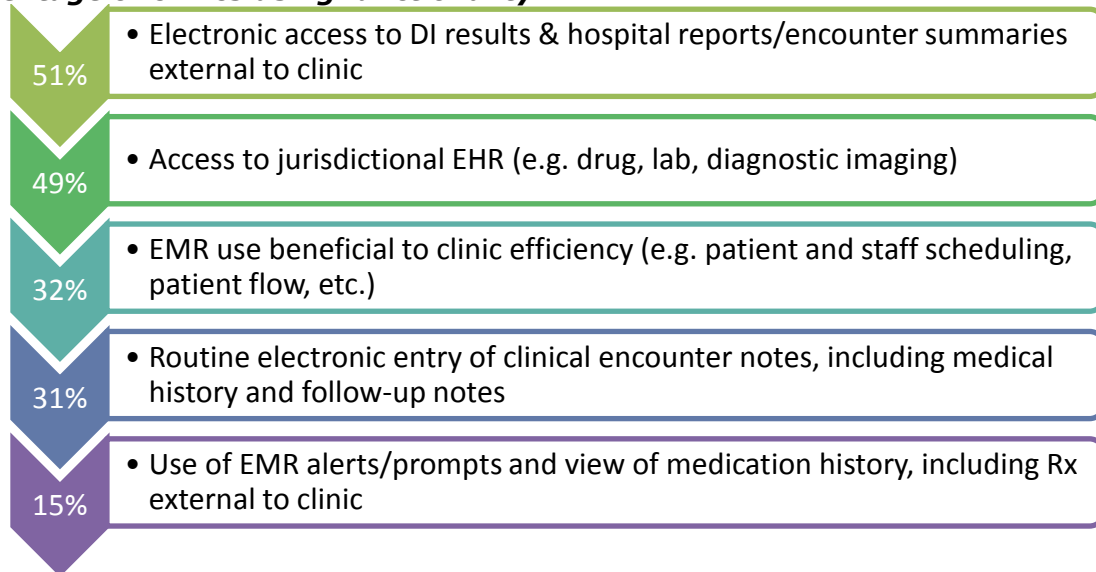 51%
• Electronic access to DI results & hospital reports/encounter summaries
external to clinic
49%
• Access to jurisdictional EHR (e.g. drug, lab, diagnostic imaging)
32%
• EMR use beneficial to clinic efficiency (e.g. patient and staff scheduling,
patient flow, etc.)
31%
• Routine electronic entry of clinical encounter notes, including medical
history and follow-up notes
15%
• Use of EMR alerts/prompts and view of medication history, including Rx
external to clinic